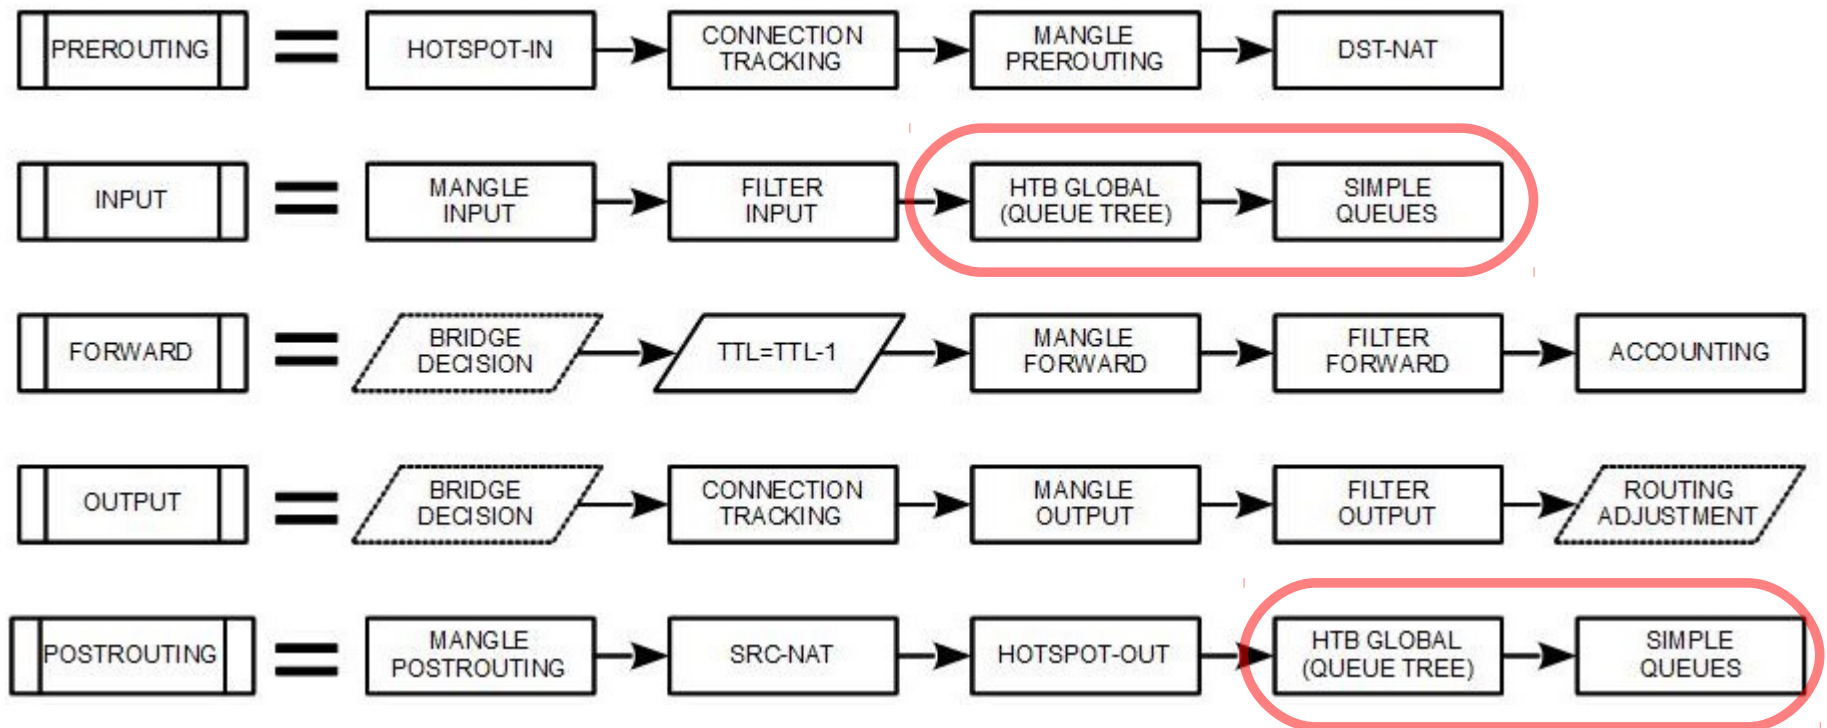 PREROUTING
HOTSPOT-IN
CONNECTION
TRACKING
MANGLE
PREROUTING
DST-NAT
INPUT
MANGLE
INPUT
FILTER
INPUT
HTB GLOBAL
(QUEUE TREE)
SIMPLE
QUEUES
FORWARD
BRIDGE
DECISION
TTL=TTL-1
MANGLE
FORWARD
FILTER
FORWARD
ACCOUNTING
OUTPUT
BRIDGE
DECISION
CONNECTION
TRACKING
MANGLE
OUTPUT
FILTER
OUTPUT
ROUTING
ADJUSTMENT
POSTROUTING
MANGLE
POSTROUTING
SRC-NAT
HOTSPOT-OUT
HTB GLOBAL
(QUEUE TREE)
SIMPLE
QUEUES